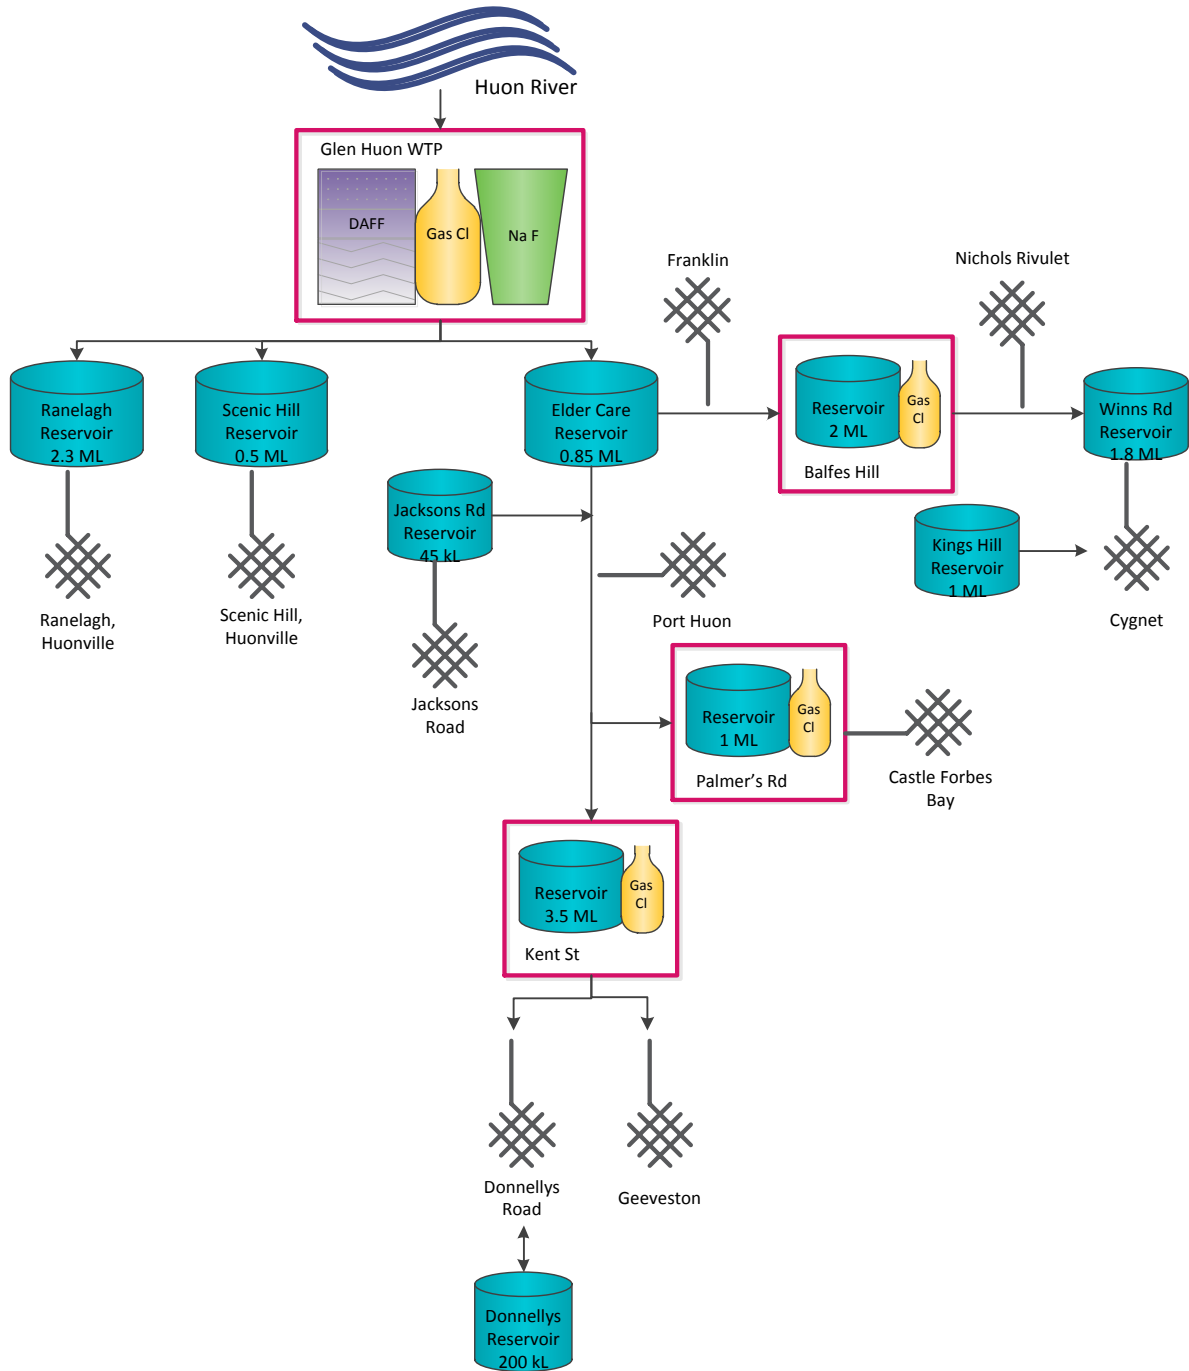 Huon River
Glen Huon WTP
DAFF
Gas Cl
Na F
Franklin
Nichols Rivulet
Ranelagh
Reservoir
2.3 ML
Scenic Hill
Reservoir
0.5 ML
Elder Care
Reservoir
0.85 ML
Reservoir
2 ML
Gas
Cl
Balfes Hill
Winns Rd
Reservoir
1.8 ML
Jacksons Rd
Reservoir
45 kL
Kings Hill
Reservoir
1 ML
Ranelagh,
Huonville
Scenic Hill,
Huonville
Port Huon
Cygnet
Jacksons
Road
Reservoir
1 ML
Gas
Cl
Palmer's Rd
Castle Forbes
Bay
Reservoir
3.5 ML
Gas
Cl
Kent St
Donnellys
Road
Geeveston
Donnellys
Reservoir
200 kL